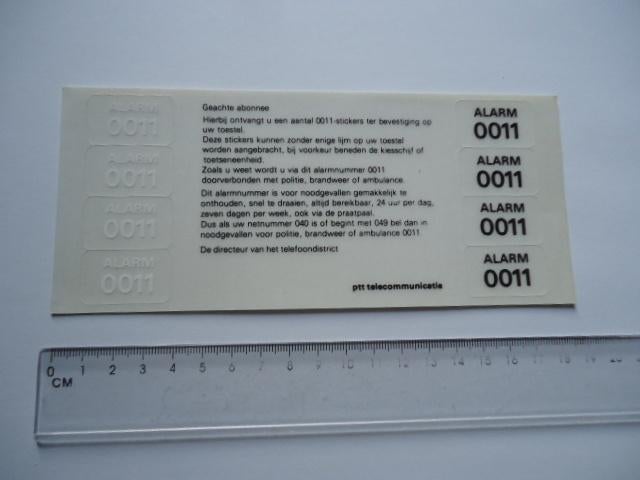 ALARM
0011
ALARM
0011
ALARM
0011
ALARM
0011
Geachte abonnee
Hierbij ontvangt u een aantal 0011-stickers ter bevestiging op
uw toestel.
Deze stickers kunnen zonder enige lijm op uw toestel
worden aangebracht, bij voorkeur beneden de kiesschijf of
toetseneenheid.
Zoals u weet wordt u via dit alarmnummer 0011
doorverbonden met politie, brandweer of ambulance.
Dit alarmnummer is voor noodgevallen gemakkelijk te
onthouden, snel te draaien, altijd bereikbaar, 24 uur per dag,
zeven dagen per week, ook via de praatpaal.
Dus als uw netnummer 040 is of begint met 049 bel dan in
noodgevallen voor politie, brandweer of ambulance 0011.
De directeur van het telefoondistrict
ptt telecommunicatie
ALARM
0011
ALARM
0011
ALARM
0011
ALARM
0011
0 1 2 3 4 5 6 7 8 9 10 11 12 13 14 15 16 17 18 19
CM